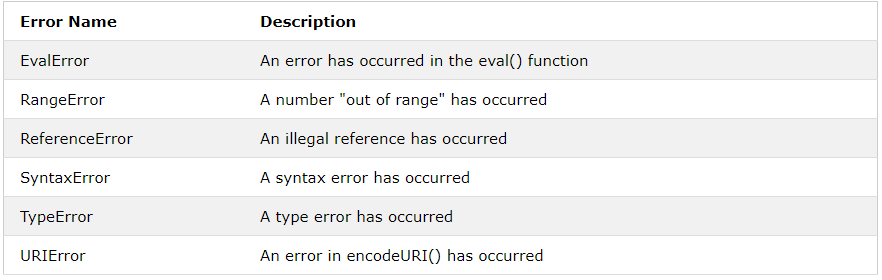 Error Name Description
EvalError An error has occurred in the eval() function
RangeError A number "out of range" has occurred
ReferenceError An illegal reference has occurred
SyntaxError A syntax error has occurred
TypeError A type error has occurred
URIError An error in encodeURI() has occurred